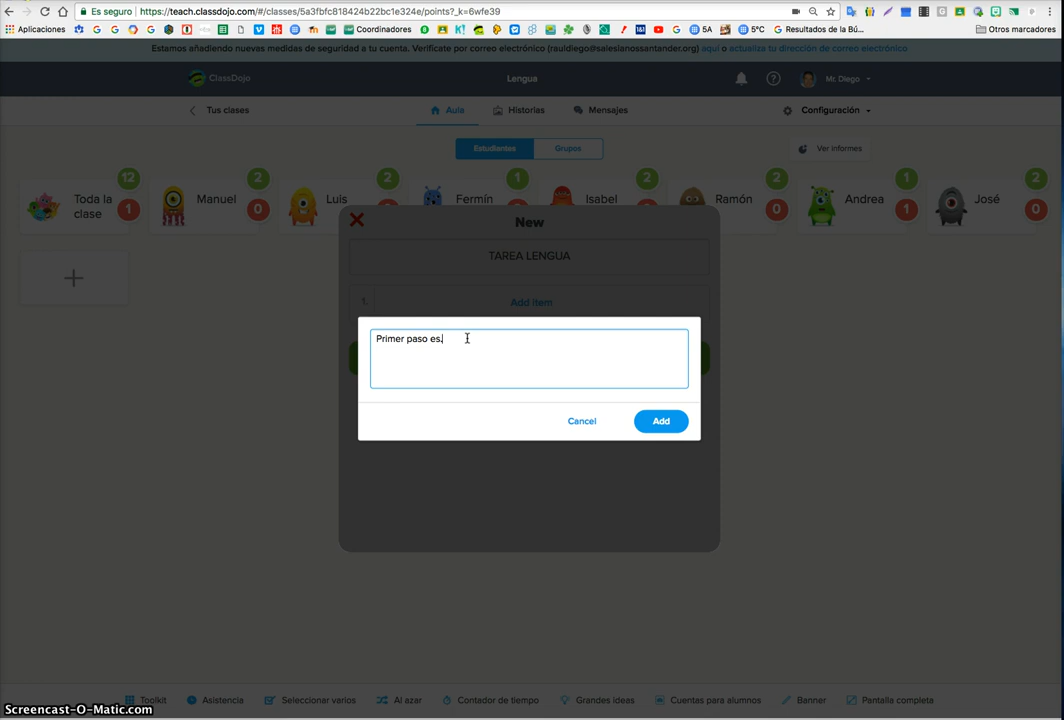 Es seguro | https://teach.classdojo.com/#/classes/5a3fbfc818424b22bc1e324e/points?_k=6wfe39
Aplicaciones Coordinadores 5A 5°C Resultados de la Bú... Otros marcadores
Estamos añadiendo nuevas medidas de seguridad a tu cuenta. Verificate por correo electrónico (rauldiego@salesianossantander.org) aquí o actualiza tu dirección de correo electrónico
ClassDojo Lengua Mr. Diego
Tus clases Aula Historias Mensajes Configuración
Estudiantes Grupos Ver informes
12 2 2 1 2 2 1 2
Toda la clase Manuel Luis Fermín Isabel Ramón Andrea José
1 0 0 1 0
New
TAREA LENGUA
1. Add item
Primer paso es.
Cancel Add
Toolkit Asistencia Seleccionar varios Al azar Contador de tiempo Grandes ideas Cuentas para alumnos Banner Pantalla completa
Screencast-O-Matic.com